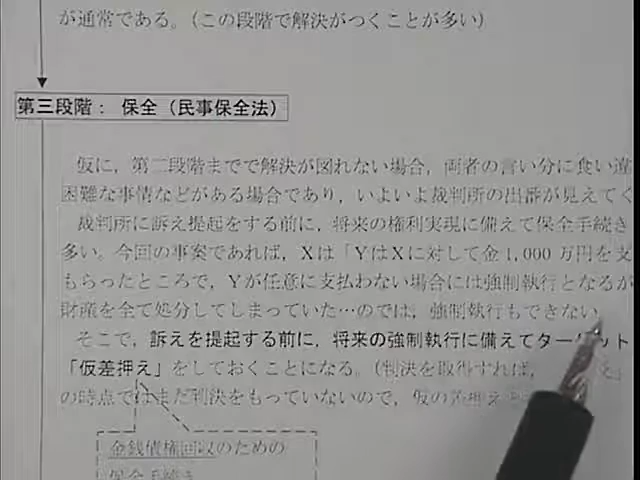 が通常である。(この段階で解決がつくことが多い)
第三段階： 保全（民事保全法）
仮に，第二段階までで解決が図れない場合，両者の言い分に食い違
困難な事情などがある場合であり，いよいよ裁判所の出番が見えてく
裁判所に訴え提起をする前に，将来の権利実現に備えて保全手続き
多い。今回の事案であれば，Xは「YはXに対して金1,000万円を支
もらったところで，Yが任意に支払わない場合には強制執行となるが
財産を全て処分してしまっていた…のでは，強制執行もできない。
そこで，訴えを提起する前に，将来の強制執行に備えてターゲット
「仮差押え」をしておくことになる。（判決を取得すれば，
の時点ではまだ判決をもっていないので，仮の差押え
金銭債権回収のための
保全手続き